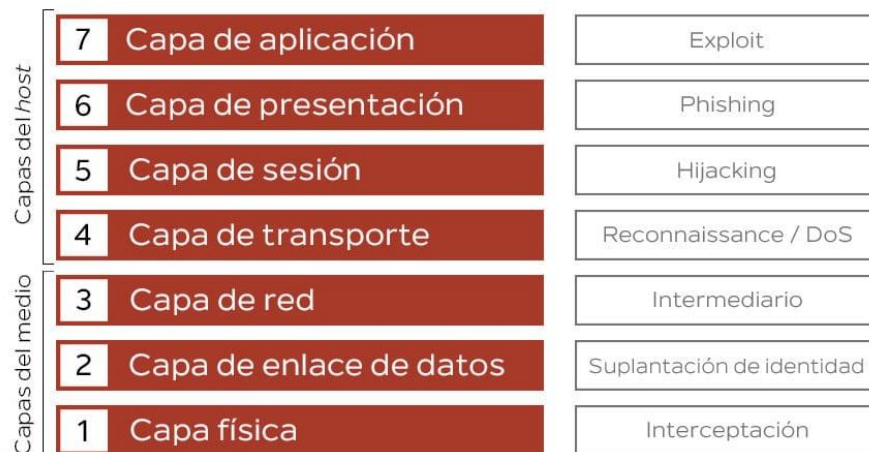 Capas del host
7 Capa de aplicación Exploit
6 Capa de presentación Phishing
5 Capa de sesión Hijacking
4 Capa de transporte Reconnaissance / DoS
Capas del medio
3 Capa de red Intermediario
2 Capa de enlace de datos Suplantación de identidad
1 Capa física Interceptación